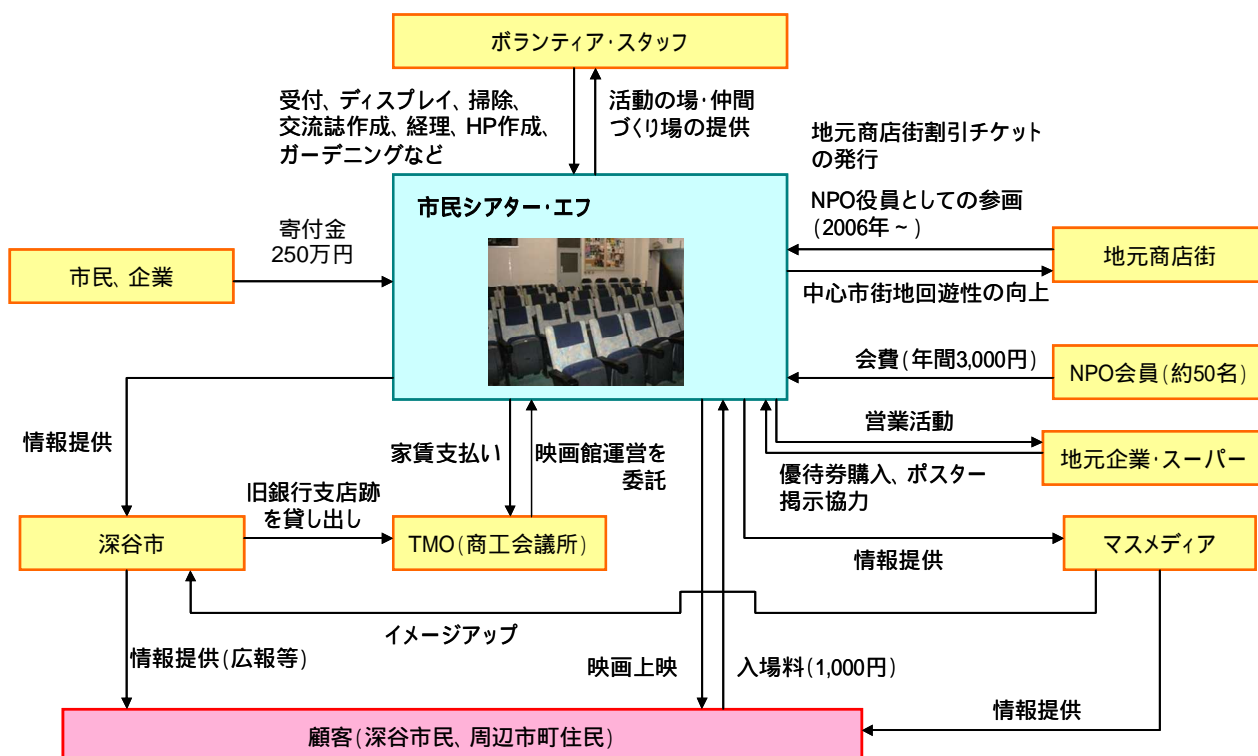 ボランティア・スタッフ
受付、ディスプレイ、掃除、
交流誌作成、経理、HP作成、
ガーデニングなど
活動の場・仲間
づくり場の提供
地元商店街割引チケット
の発行
NPO役員としての参画
(2006年～)
市民シアター・エフ
寄付金
250万円
市民、企業
地元商店街
中心市街地回遊性の向上
会費(年間3,000円)
NPO会員(約50名)
営業活動
地元企業・スーパー
優待券購入、ポスター
掲示協力
情報提供
家賃支払い
映画館運営を
委託
旧銀行支店跡
を貸し出し
深谷市
TMO(商工会議所)
情報提供
マスメディア
イメージアップ
情報提供(広報等)
映画上映
入場料(1,000円)
情報提供
顧客(深谷市民、周辺市町住民)